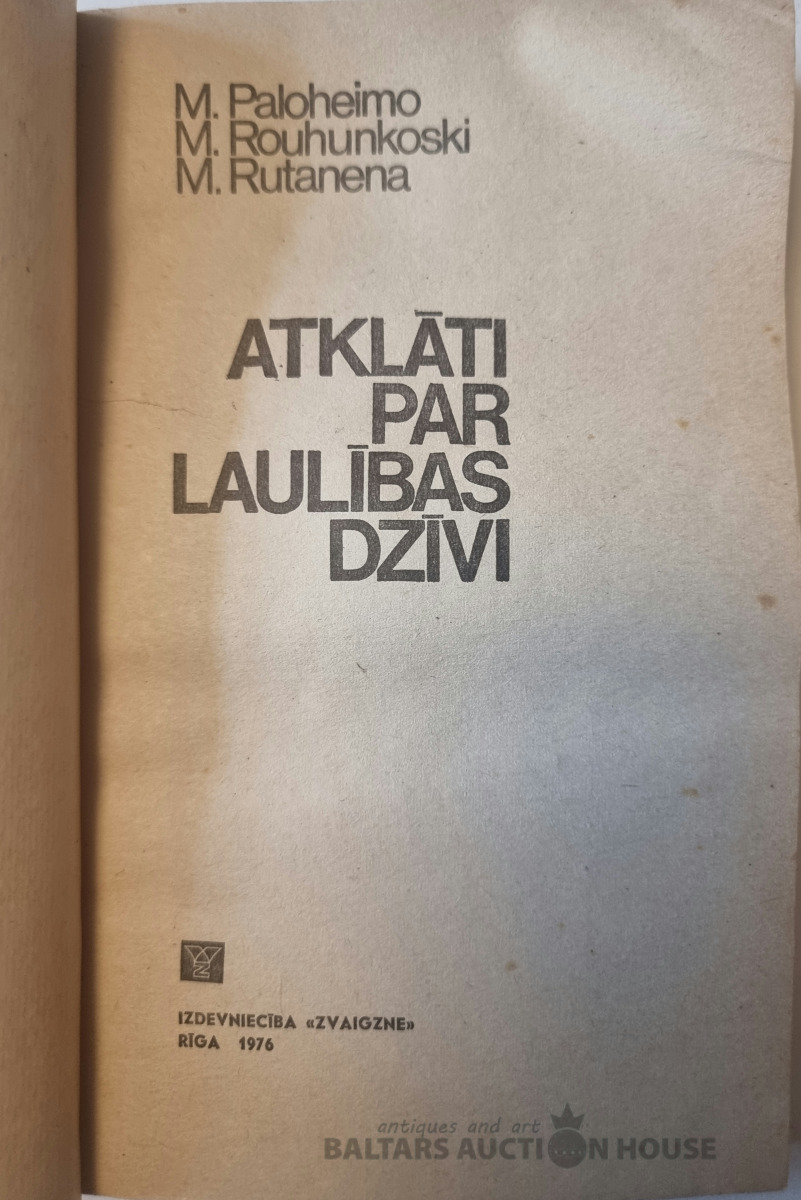 M. Paloheimo
M. Rouhunkoski
M. Rutanena
ATKLĀTI
PAR
LAULĪBAS
DZĪVI
IZDEVNIECĪBA «ZVAIGZNE»
RĪGA 1976
antiques and art
BALTARS AUCTION HOUSE